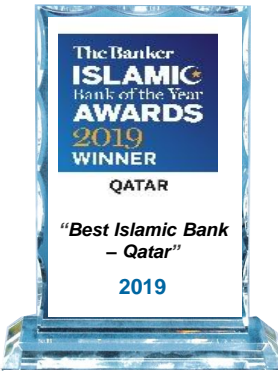 The Banker
ISLAMIC
Bank of the Year
AWARDS
2019
WINNER
QATAR
“Best Islamic Bank
– Qatar”
2019